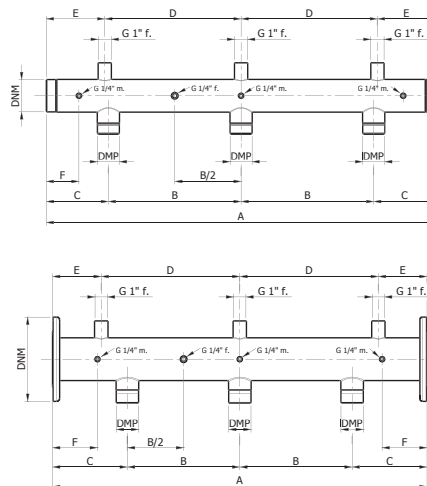 E D D E
G 1" f. G 1" f. G 1" f.
DNM
G 1/4" m. G 1/4" f. G 1/4" m. G 1/4" m.
DMP DMP DMP
F B/2
C B B C
A
E D D E
G 1" f. G 1" f. G 1" f.
DNM
G 1/4" m. G 1/4" f. G 1/4" m. G 1/4" m.
DMP DMP DMP
F B/2 F
C B B C
A